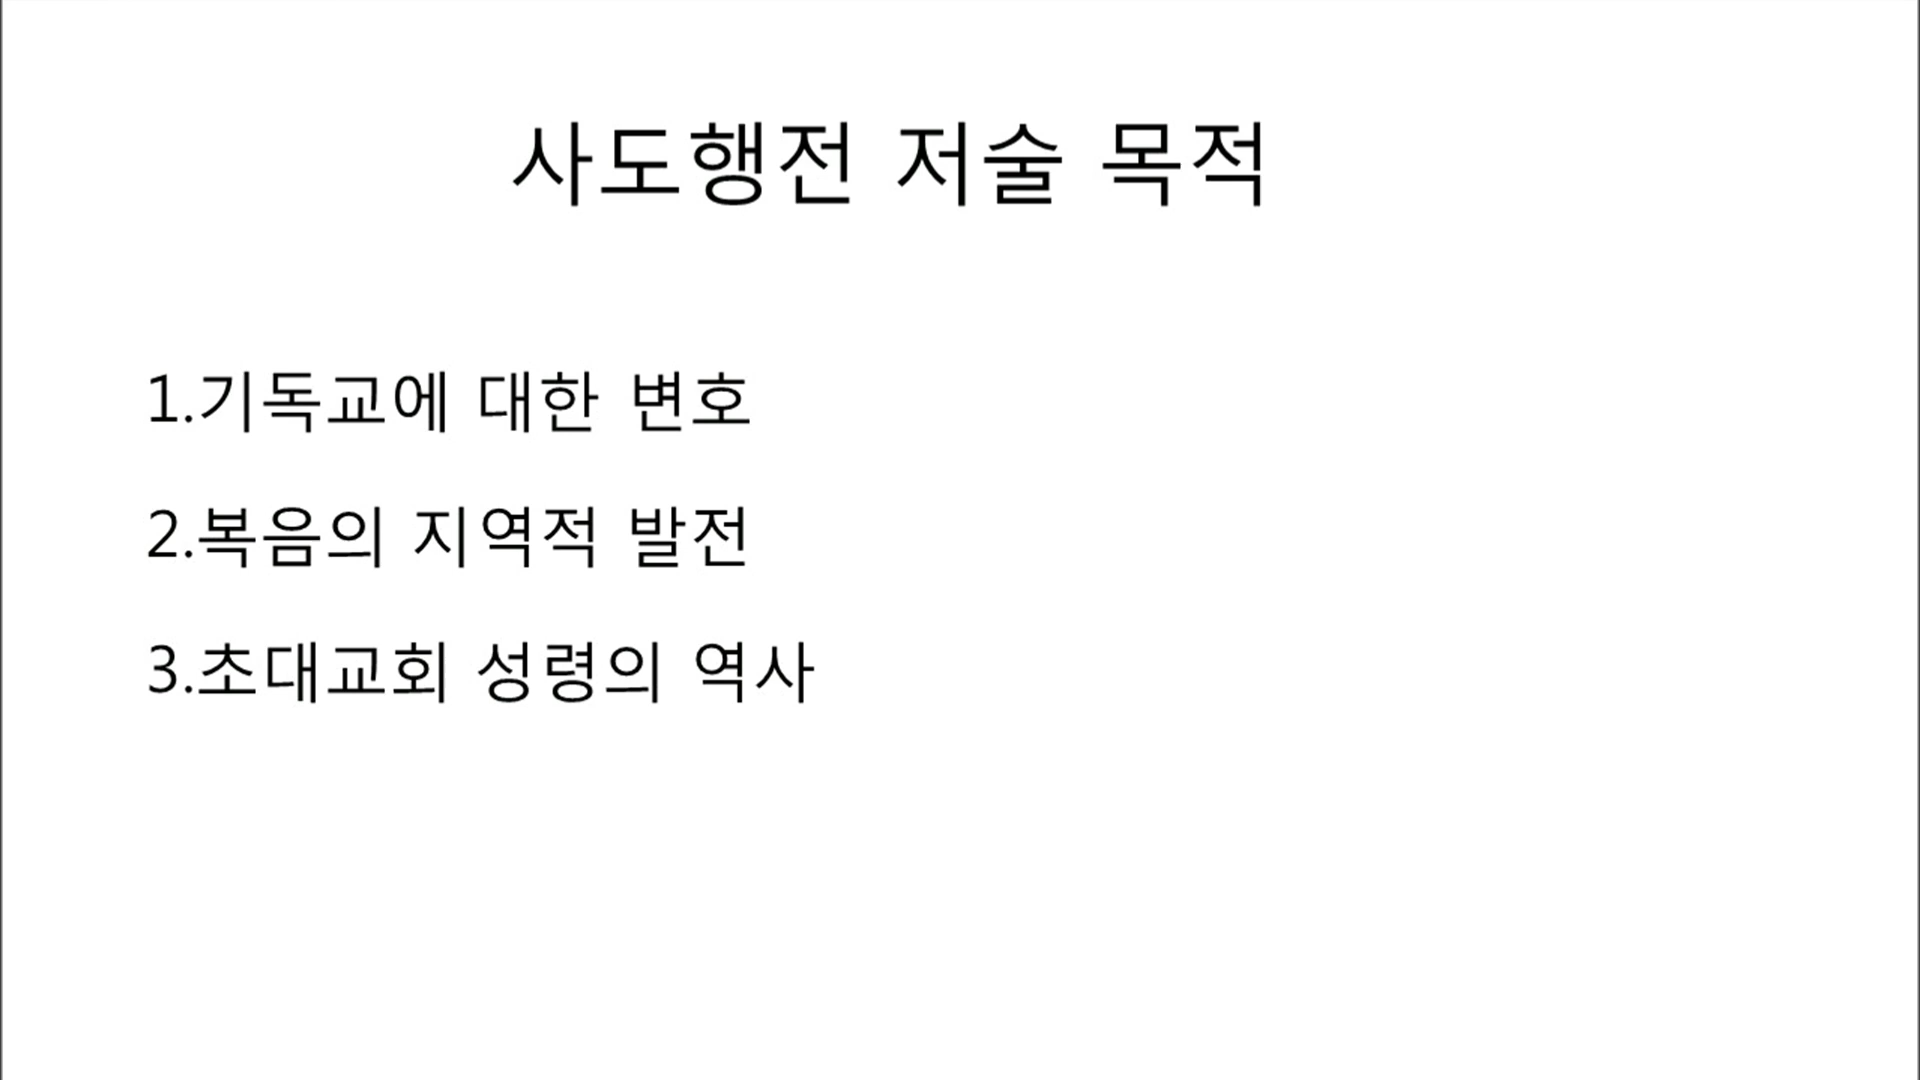 사도행전 저술 목적
1.기독교에 대한 변호
2.복음의 지역적 발전
3.초대교회 성령의 역사